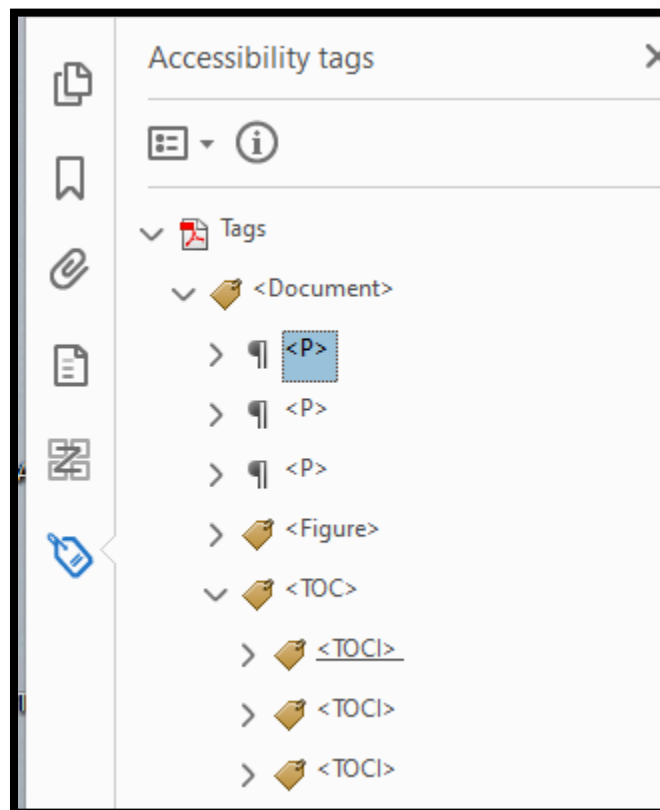 Accessibility tags
Tags
<Document>
<P>
<P>
<P>
<Figure>
<TOC>
<TOCI>
<TOCI>
<TOCI>